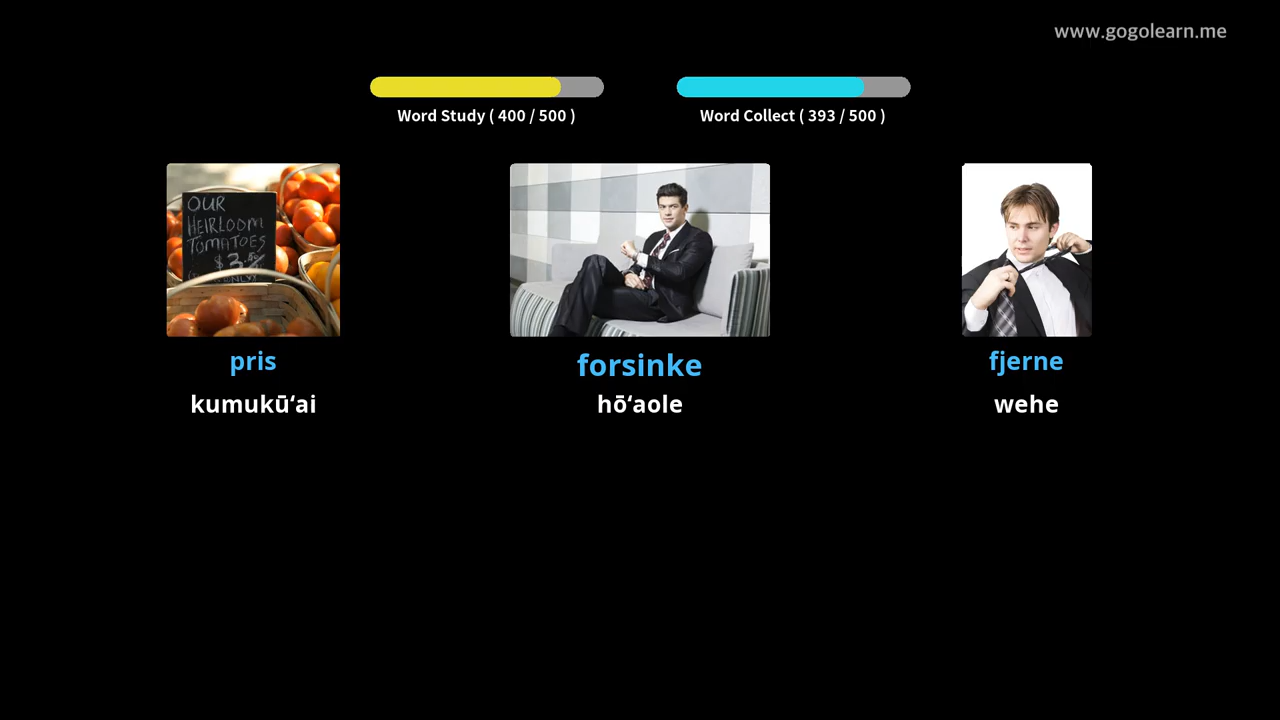 www.gogolearn.me
Word Study ( 400 / 500 )
Word Collect ( 393 / 500 )
OUR
HEIRLOOM
TOMATOES
pris
forsinke
fjerne
kumukūʻai
hōʻaole
wehe